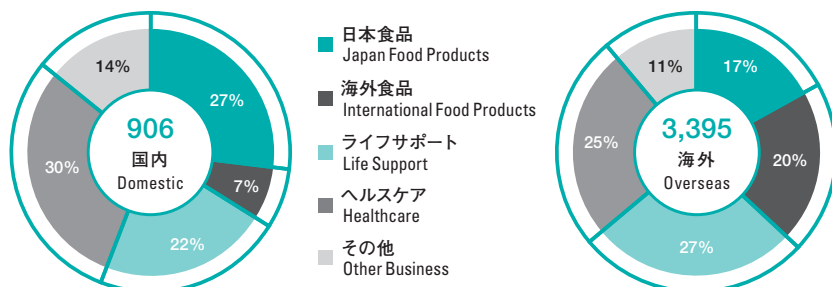 14%
27%
7%
22%
30%
906
国内
Domestic
日本食品
Japan Food Products
海外食品
International Food Products
ライフサポート
Life Support
ヘルスケア
Healthcare
その他
Other Business
11%
17%
20%
27%
25%
3,395
海外
Overseas